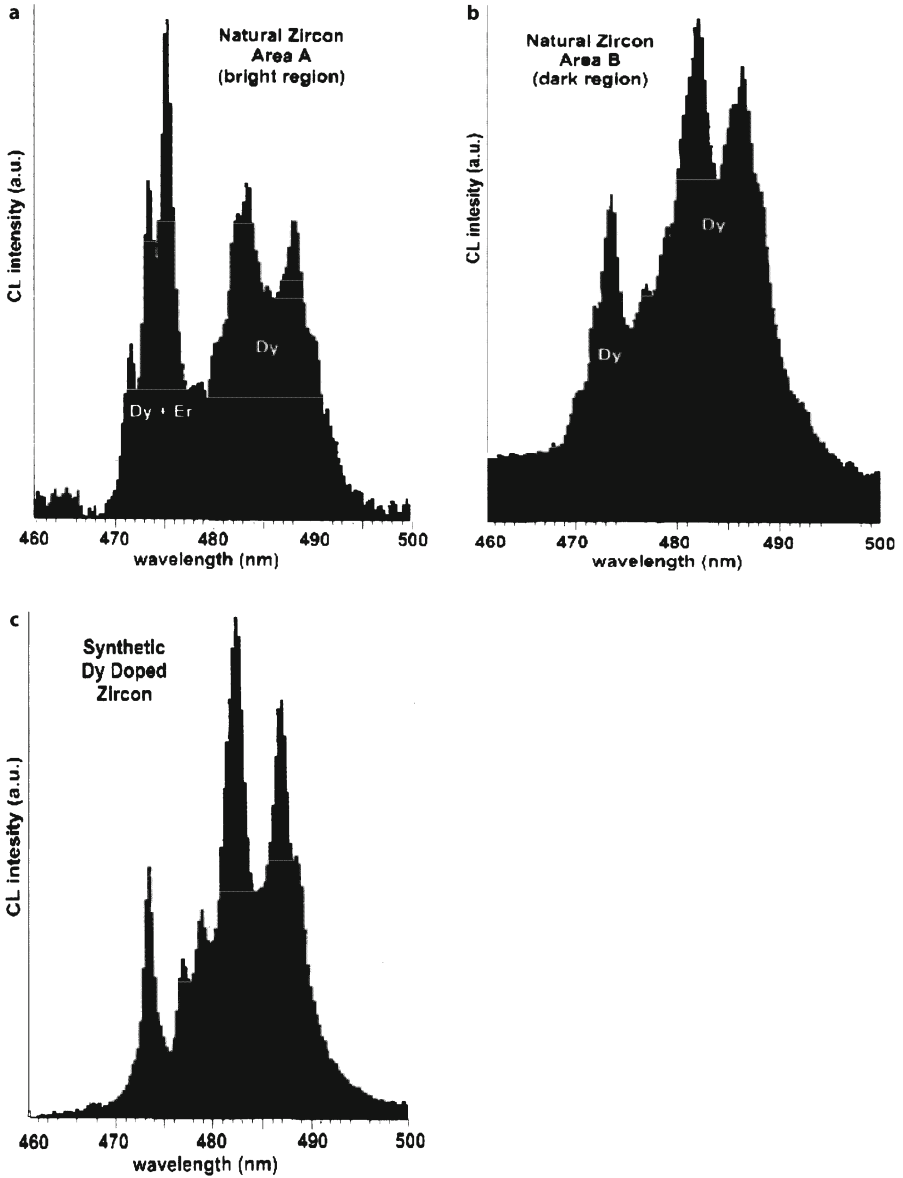 a
Natural Zircon
Area A
(bright region)
CL intensity (a.u.)
Dy + Er
Dy
460 470 480 490 500
wavelength (nm)
b
Natural Zircon
Area B
(dark region)
CL intesity (a.u.)
Dy
Dy
460 470 480 490 500
wavelength (nm)
c
Synthetic
Dy Doped
Zircon
CL intesity (a.u.)
460 470 480 490 500
wavelength (nm)